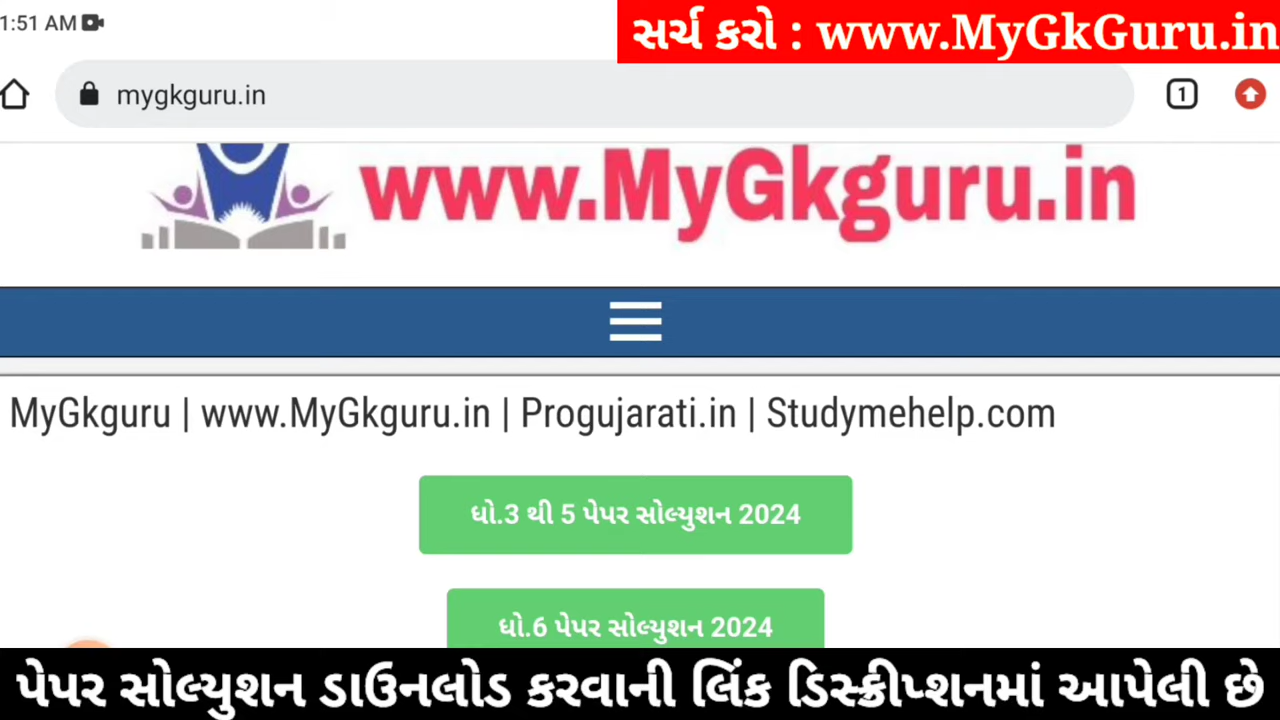 1:51 AM
સર્ચ કરો : www.MyGkGuru.in
mygkguru.in
1
www.MyGkguru.in
MyGkguru | www.MyGkguru.in | Progujarati.in | Studymehelp.com
ધો.3 થી 5 પેપર સોલ્યુશન 2024
ધો.6 પેપર સોલ્યુશન 2024
પેપર સોલ્યુશન ડાઉનલોડ કરવાની લિંક ડિસ્ક્રીપ્શનમાં આપેલી છે